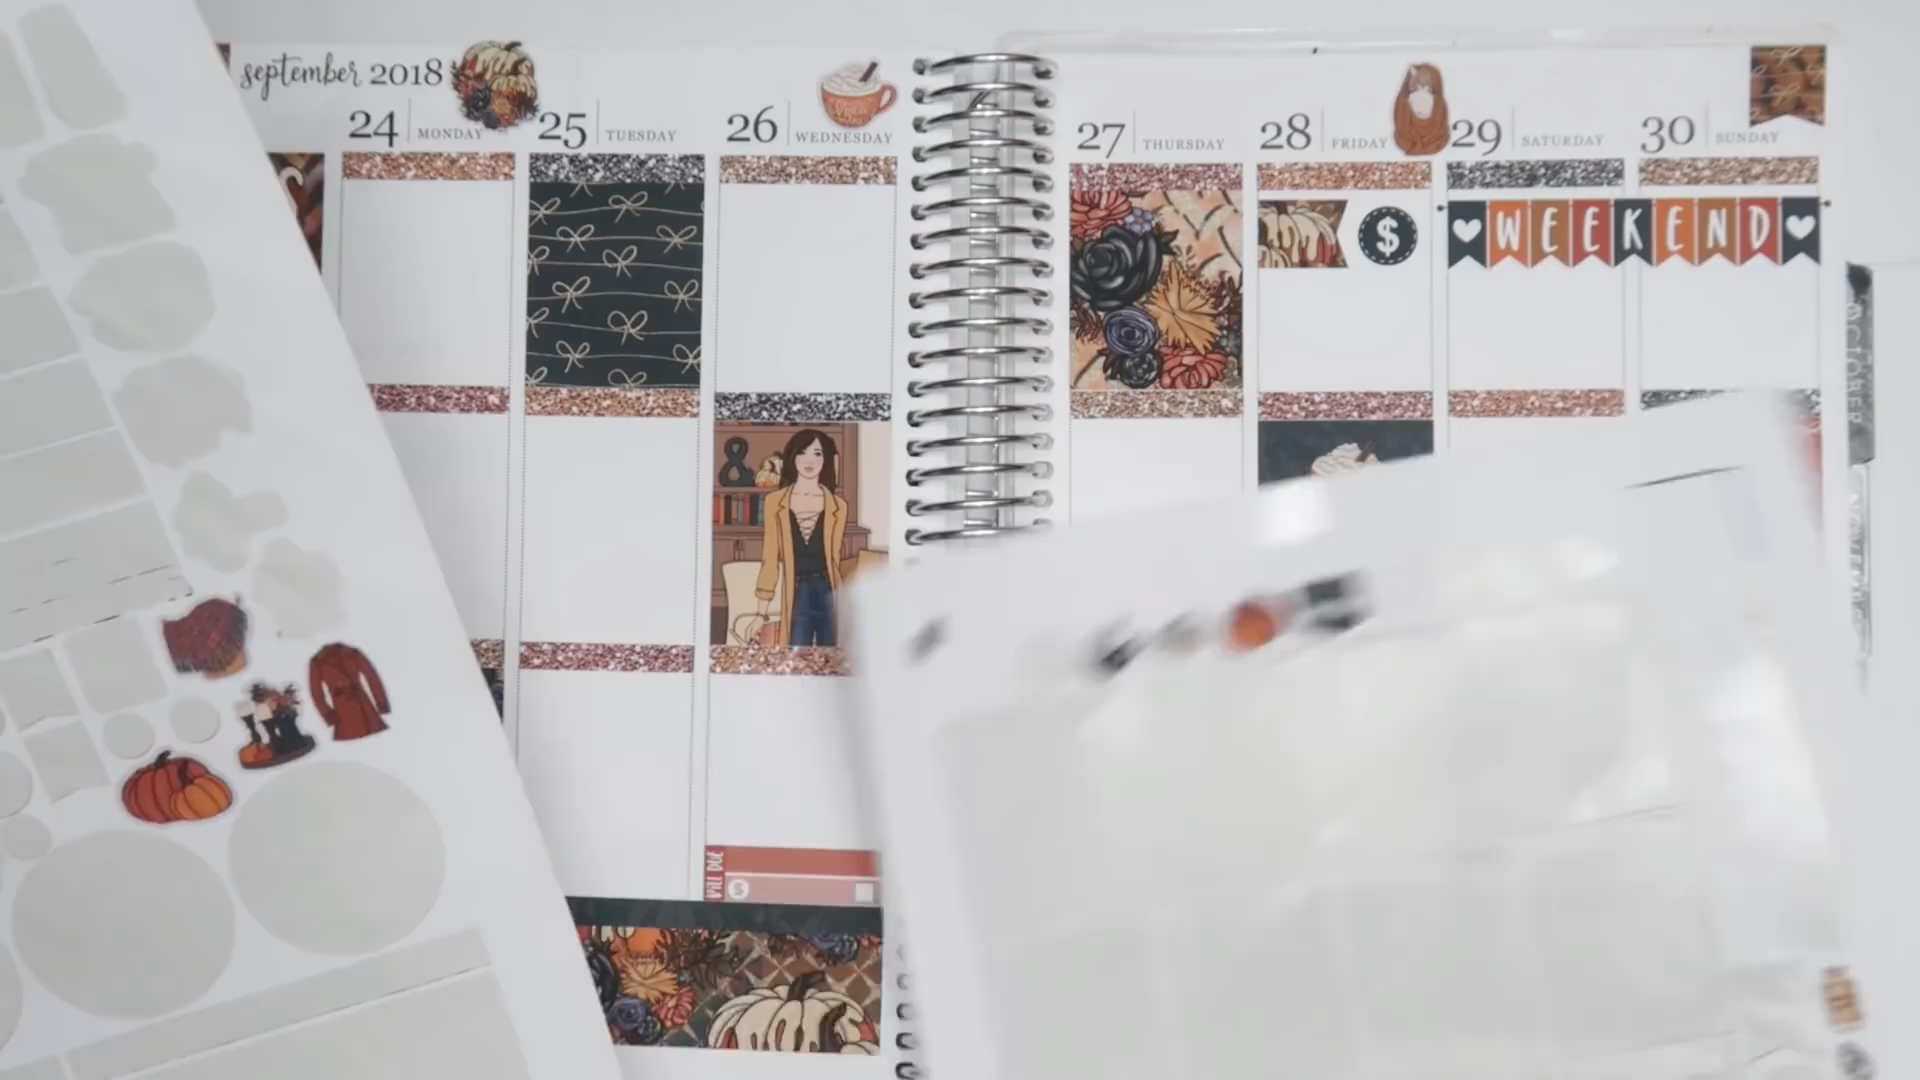 september 2018
24 MONDAY
25 TUESDAY
26 WEDNESDAY
27 THURSDAY
28 FRIDAY
29 SATURDAY
30 SUNDAY
$
WEEKEND
OCTOBER
&
BILL DUE
$